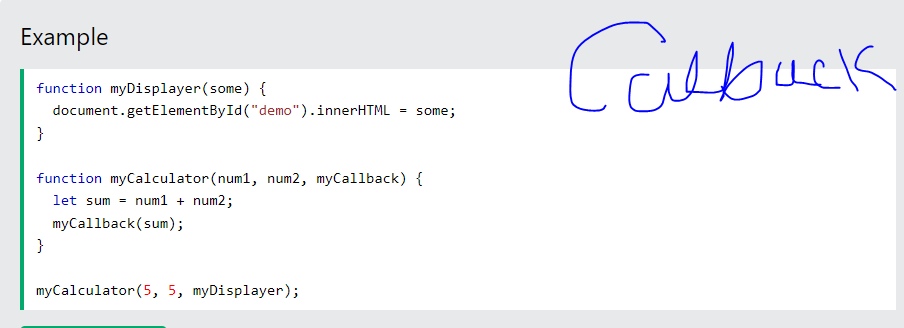 Example
Callback
function myDisplayer(some) {
  document.getElementById("demo").innerHTML = some;
}
function myCalculator(num1, num2, myCallback) {
  let sum = num1 + num2;
  myCallback(sum);
}
myCalculator(5, 5, myDisplayer);